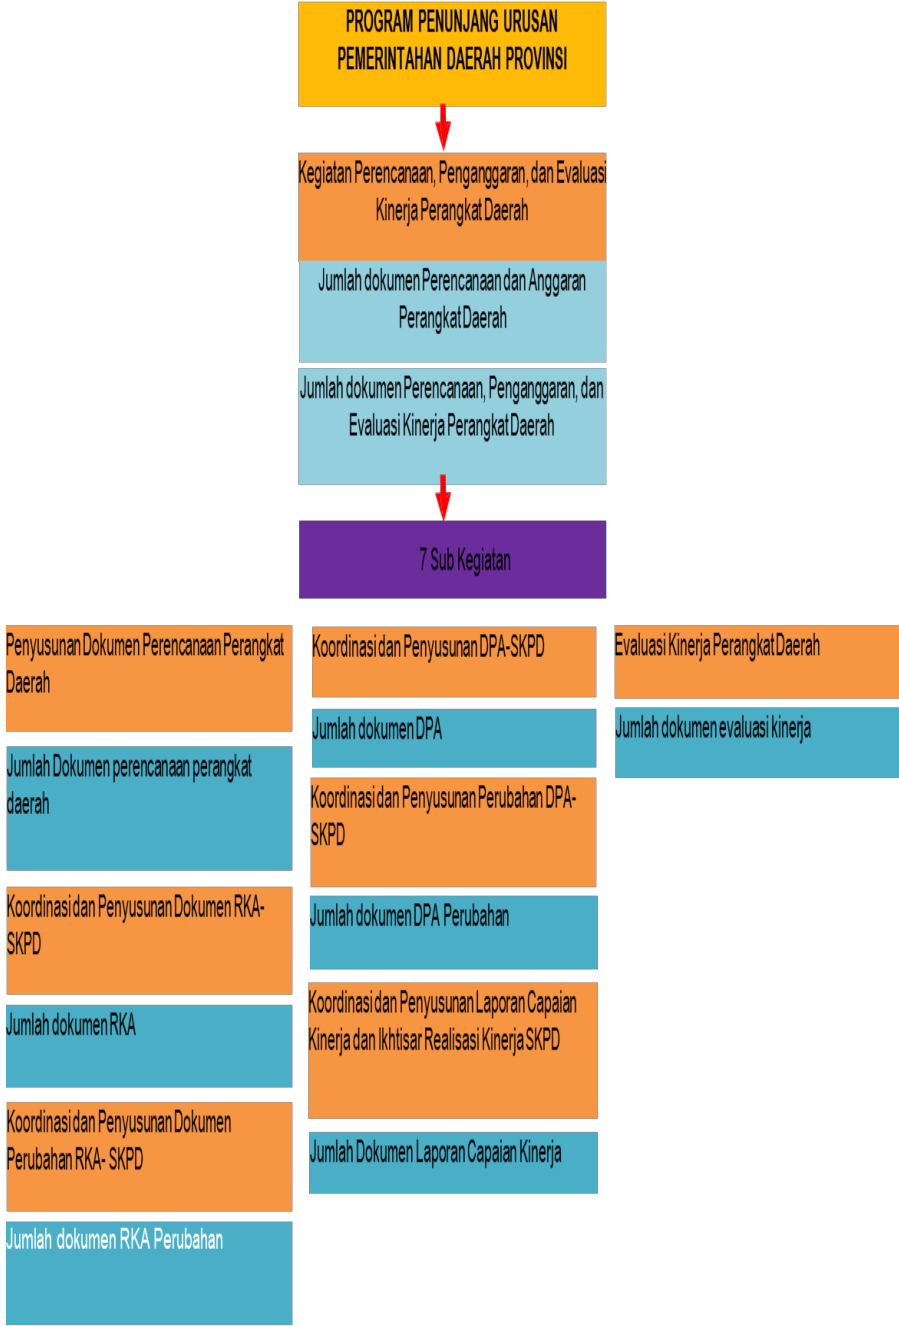 PROGRAM PENUNJANG URUSAN
PEMERINTAHAN DAERAH PROVINSI
Kegiatan Perencanaan, Penganggaran, dan Evaluasi
Kinerja Perangkat Daerah
Jumlah dokumen Perencanaan dan Anggaran
Perangkat Daerah
Jumlah dokumen Perencanaan, Penganggaran, dan
Evaluasi Kinerja Perangkat Daerah
7 Sub Kegiatan
Penyusunan Dokumen Perencanaan Perangkat
Daerah
Jumlah Dokumen perencanaan perangkat
daerah
Koordinasi dan Penyusunan Dokumen RKA-
SKPD
Jumlah dokumen RKA
Koordinasi dan Penyusunan Dokumen
Perubahan RKA- SKPD
Jumlah dokumen RKA Perubahan
Koordinasi dan Penyusunan DPA-SKPD
Jumlah dokumen DPA
Koordinasi dan Penyusunan Perubahan DPA-
SKPD
Jumlah dokumen DPA Perubahan
Koordinasi dan Penyusunan Laporan Capaian
Kinerja dan Ikhtisar Realisasi Kinerja SKPD
Jumlah Dokumen Laporan Capaian Kinerja
Evaluasi Kinerja Perangkat Daerah
Jumlah dokumen evaluasi kinerja